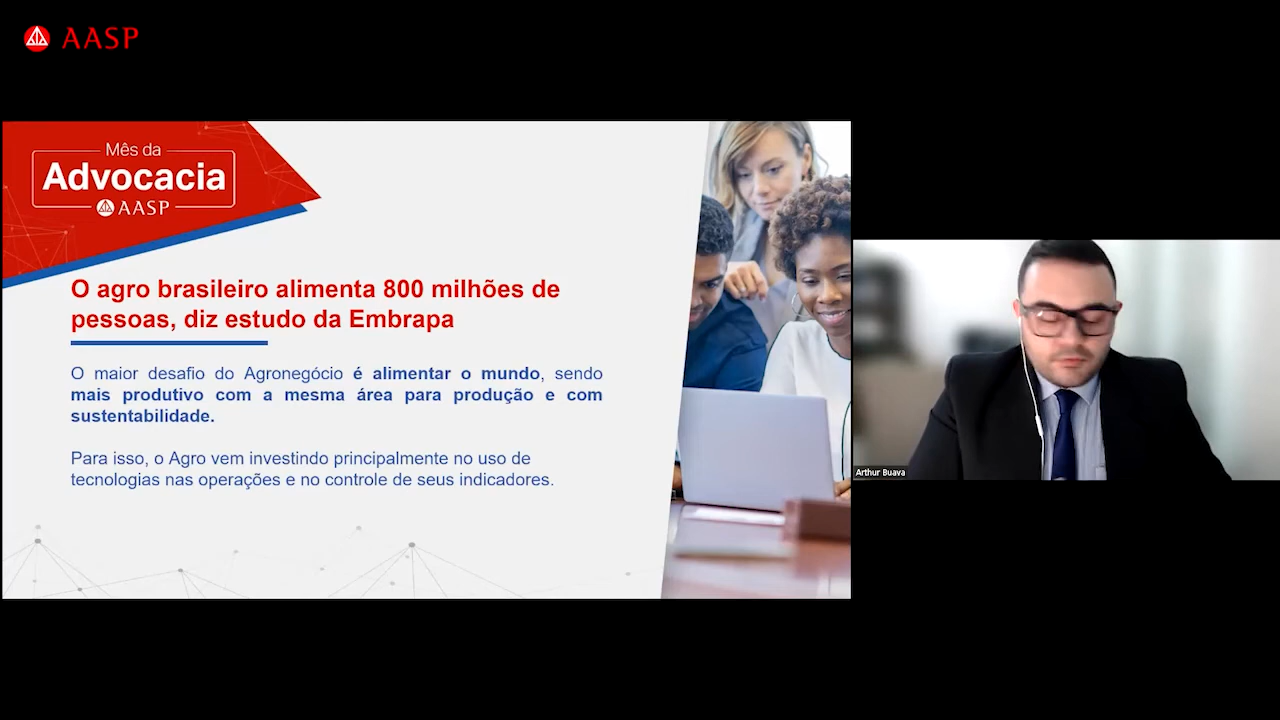 AASP
Mês da
Advocacia
AASP
O agro brasileiro alimenta 800 milhões de
pessoas, diz estudo da Embrapa
O maior desafio do Agronegócio é alimentar o mundo, sendo
mais produtivo com a mesma área para produção e com
sustentabilidade.
Para isso, o Agro vem investindo principalmente no uso de
tecnologias nas operações e no controle de seus indicadores.
Arthur Buava